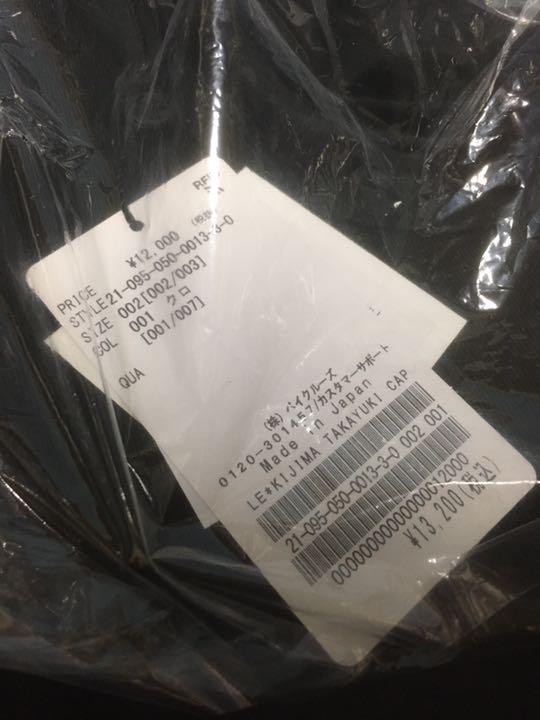 PRICE ¥12,000 (税抜)
STYLE21-095-050-0013-3-0
SIZE 002[002/003]
COL 001 クロ
[001/007]
QUA
(株) ベイクルーズ
0120-301457/カスタマーサポート
Made in Japan
LE*KIJIMA TAKAYUKI CAP
21-095-050-0013-3-0 002 001
0000000000000012000
¥13,200(税込)